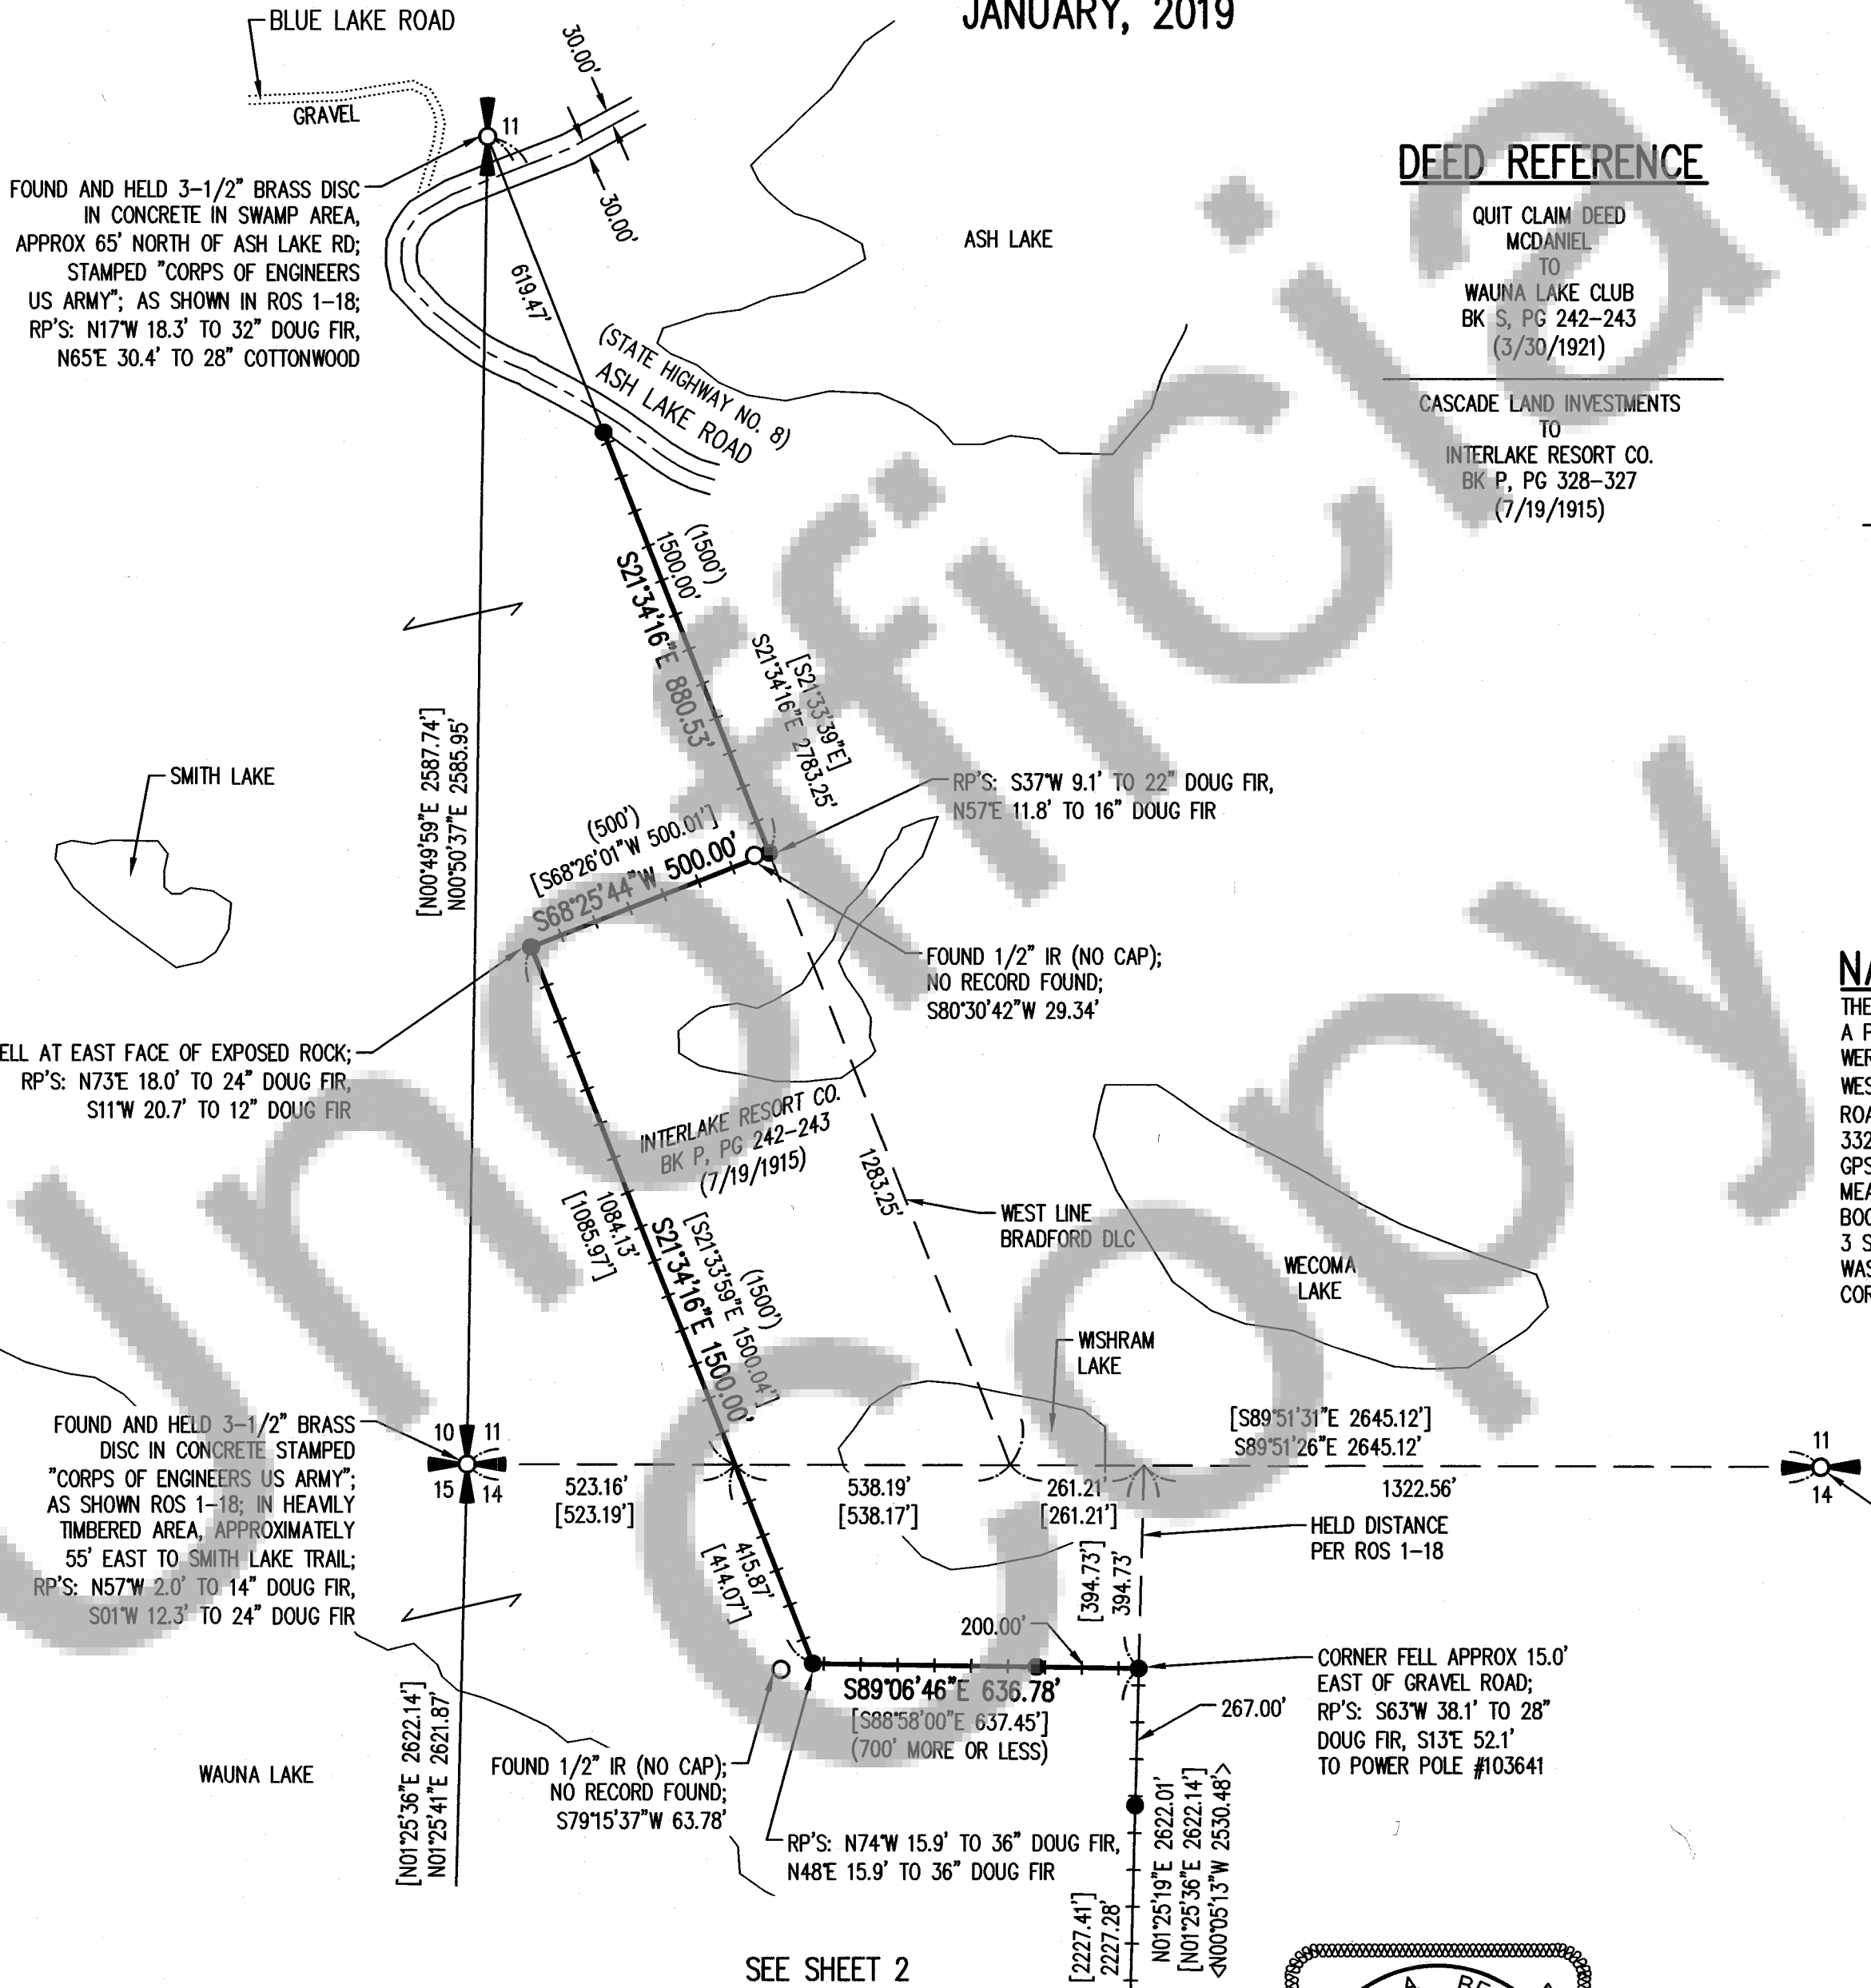 JANUARY, 2019
BLUE LAKE ROAD
GRAVEL
11
30.00'
30.00'
FOUND AND HELD 3-1/2" BRASS DISC
IN CONCRETE IN SWAMP AREA,
APPROX 65' NORTH OF ASH LAKE RD;
STAMPED "CORPS OF ENGINEERS
US ARMY"; AS SHOWN IN ROS 1-18;
RP'S: N17°W 18.3' TO 32" DOUG FIR,
N65°E 30.4' TO 28" COTTONWOOD
619.47'
ASH LAKE
(STATE HIGHWAY NO. 8)
ASH LAKE ROAD
DEED REFERENCE
QUIT CLAIM DEED
MCDANIEL
TO
WAUNA LAKE CLUB
BK S, PG 242-243
(3/30/1921)
CASCADE LAND INVESTMENTS
TO
INTERLAKE RESORT CO.
BK P, PG 328-327
(7/19/1915)
(1500')
1500.00'
S21°34'16"E 880.53'
[S21°33'39"E]
S21°34'16"E 2783.25'
[N00°49'59"E 2587.74']
N00°50'37"E 2585.95'
SMITH LAKE
RP'S: S37°W 9.1' TO 22" DOUG FIR,
N57°E 11.8' TO 16" DOUG FIR
(500')
[S68°26'01"W 500.01']
S68°25'44"W 500.00'
FOUND 1/2" IR (NO CAP);
NO RECORD FOUND;
S80°30'42"W 29.34'
ELL AT EAST FACE OF EXPOSED ROCK;
RP'S: N73°E 18.0' TO 24" DOUG FIR,
S11°W 20.7' TO 12" DOUG FIR
INTERLAKE RESORT CO.
BK P, PG 242-243
(7/19/1915)
1283.25'
WEST LINE
BRADFORD DLC
WECOMA
LAKE
WISHRAM
LAKE
(1500')
[S21°33'59"E 1500.04']
S21°34'16"E 1500.00'
1084.13'
[1085.97']
NA
THE
A P
WER
WES
ROA
332
GPS
MEA
BOO
3 S
WAS
COR
FOUND AND HELD 3-1/2" BRASS
DISC IN CONCRETE STAMPED
"CORPS OF ENGINEERS US ARMY";
AS SHOWN ROS 1-18; IN HEAVILY
TIMBERED AREA, APPROXIMATELY
55' EAST TO SMITH LAKE TRAIL;
RP'S: N57°W 2.0' TO 14" DOUG FIR,
S01°W 12.3' TO 24" DOUG FIR
10 11
15 14
523.16'
[523.19']
538.19'
[538.17']
261.21'
[261.21']
[S89°51'31"E 2645.12']
S89°51'26"E 2645.12'
1322.56'
11
14
HELD DISTANCE
PER ROS 1-18
415.87'
[414.07']
[394.73']
394.73'
200.00'
S89°06'46"E 636.78'
[S88°58'00"E 637.45']
(700' MORE OR LESS)
CORNER FELL APPROX 15.0'
EAST OF GRAVEL ROAD;
RP'S: S63°W 38.1' TO 28"
DOUG FIR, S13°E 52.1'
TO POWER POLE #103641
267.00'
[N01°25'36"E 2622.14']
N01°25'41"E 2621.87'
WAUNA LAKE
FOUND 1/2" IR (NO CAP);
NO RECORD FOUND;
S79°15'37"W 63.78'
RP'S: N74°W 15.9' TO 36" DOUG FIR,
N48°E 15.9' TO 36" DOUG FIR
[2227.41']
2227.28'
N01°25'19"E 2622.01'
[N01°25'36"E 2622.14']
<N00°05'13"W 2530.48'>
SEE SHEET 2
Unofficial
Copy